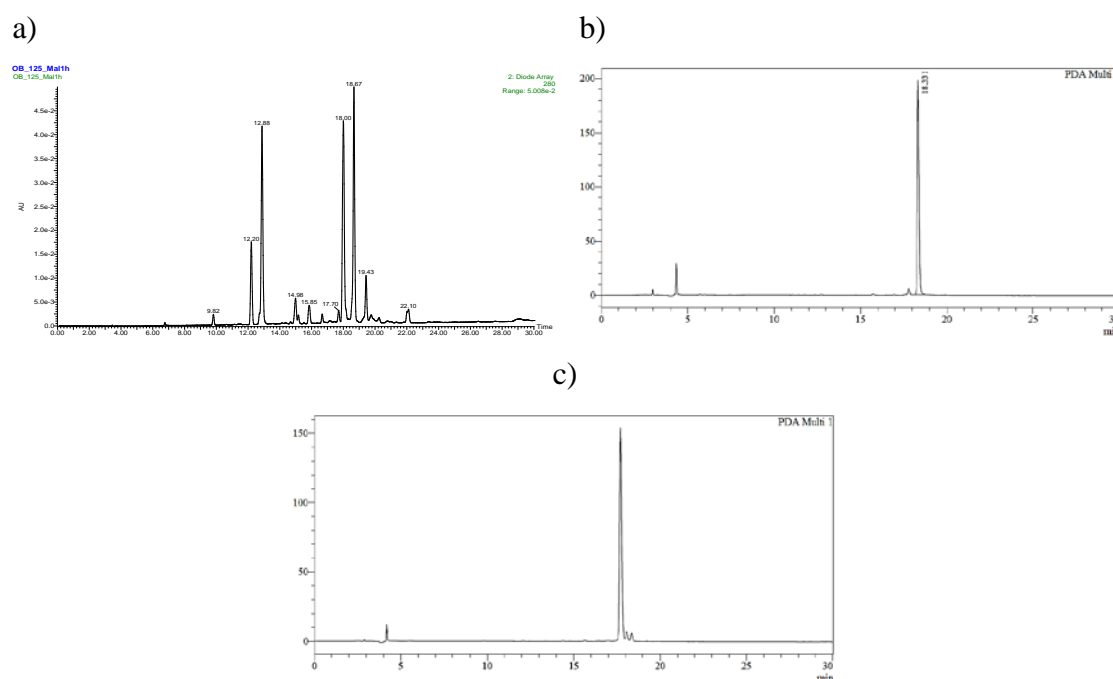 a)
OB_125_Mal1h
OB_125_Mal1h
2: Diode Array
280
Range: 5.008e-2
AU
4.5e-2
4.0e-2
3.5e-2
3.0e-2
2.5e-2
2.0e-2
1.5e-2
1.0e-2
5.0e-3
0.0
9.82
12.20
12.88
14.98
15.85
17.70
18.00
18.67
19.43
22.10
Time
0.00 2.00 4.00 6.00 8.00 10.00 12.00 14.00 16.00 18.00 20.00 22.00 24.00 26.00 28.00 30.00
b)
PDA Multi
200
150
100
50
0
0 5 10 15 20 25 3
c)
PDA Multi 1
150
100
50
0
0 5 10 15 20 25 30